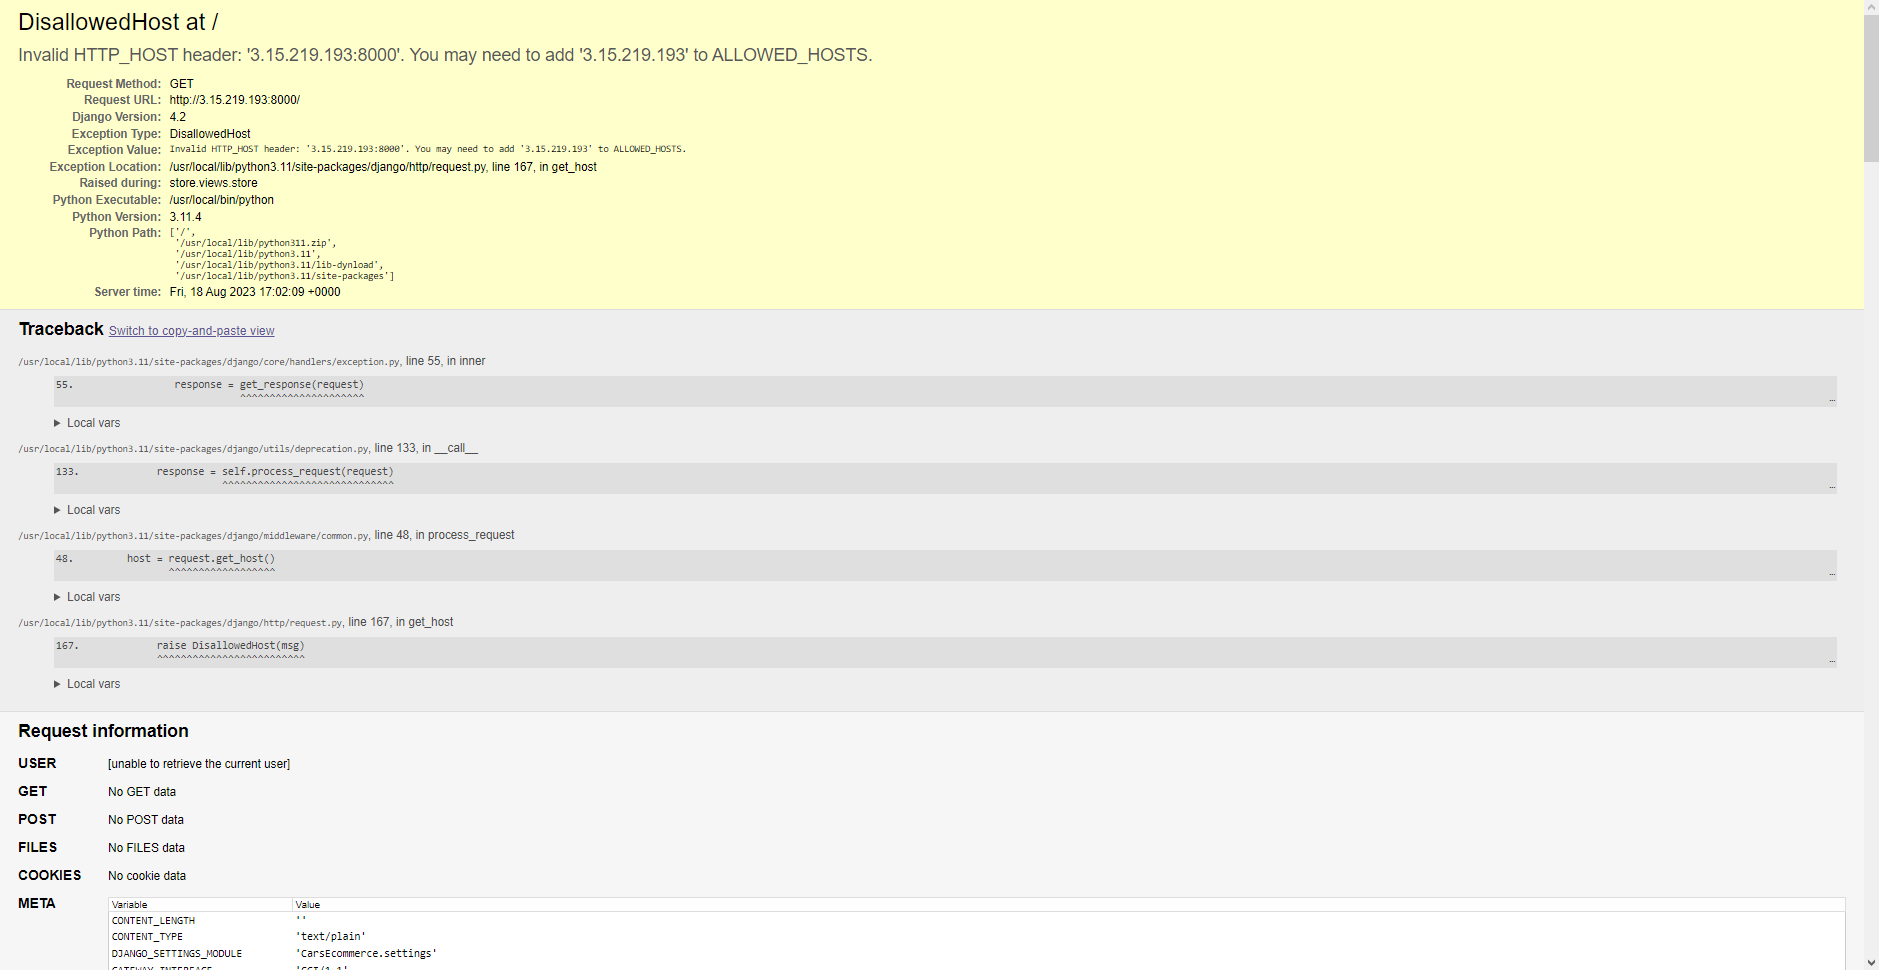 DisallowedHost at /
Invalid HTTP_HOST header: '3.15.219.193:8000'. You may need to add '3.15.219.193' to ALLOWED_HOSTS.
Request Method: GET
Request URL: http://3.15.219.193:8000/
Django Version: 4.2
Exception Type: DisallowedHost
Exception Value: Invalid HTTP_HOST header: '3.15.219.193:8000'. You may need to add '3.15.219.193' to ALLOWED_HOSTS.
Exception Location: /usr/local/lib/python3.11/site-packages/django/http/request.py, line 167, in get_host
Raised during: store.views.store
Python Executable: /usr/local/bin/python
Python Version: 3.11.4
Python Path: ['/',
'/usr/local/lib/python311.zip',
'/usr/local/lib/python3.11',
'/usr/local/lib/python3.11/lib-dynload',
'/usr/local/lib/python3.11/site-packages']
Server time: Fri, 18 Aug 2023 17:02:09 +0000
Traceback Switch to copy-and-paste view
/usr/local/lib/python3.11/site-packages/django/core/handlers/exception.py, line 55, in inner
55. response = get_response(request)
^^^^^^^^^^^^^^^^^^^^^
…
Local vars
/usr/local/lib/python3.11/site-packages/django/utils/deprecation.py, line 133, in __call__
133. response = self.process_request(request)
^^^^^^^^^^^^^^^^^^^^^^^^^^^^^
…
Local vars
/usr/local/lib/python3.11/site-packages/django/middleware/common.py, line 48, in process_request
48. host = request.get_host()
^^^^^^^^^^^^^^^^^^
…
Local vars
/usr/local/lib/python3.11/site-packages/django/http/request.py, line 167, in get_host
167. raise DisallowedHost(msg)
^^^^^^^^^^^^^^^^^^^^^^^^^
…
Local vars
Request information
USER [unable to retrieve the current user]
GET No GET data
POST No POST data
FILES No FILES data
COOKIES No cookie data
META Variable Value
CONTENT_LENGTH ''
CONTENT_TYPE 'text/plain'
DJANGO_SETTINGS_MODULE 'CarsEcommerce.settings'
GATEWAY_INTERFACE 'CGI/1.1'